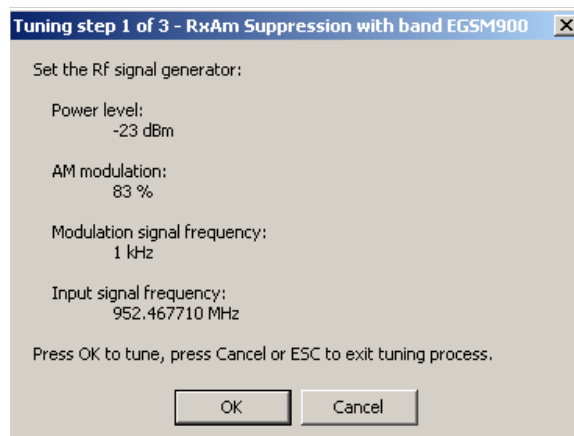 Tuning step 1 of 3 - RxAm Suppression with band EGSM900
Set the Rf signal generator:
Power level:
-23 dBm
AM modulation:
83 %
Modulation signal frequency:
1 kHz
Input signal frequency:
952.467710 MHz
Press OK to tune, press Cancel or ESC to exit tuning process.
OK
Cancel